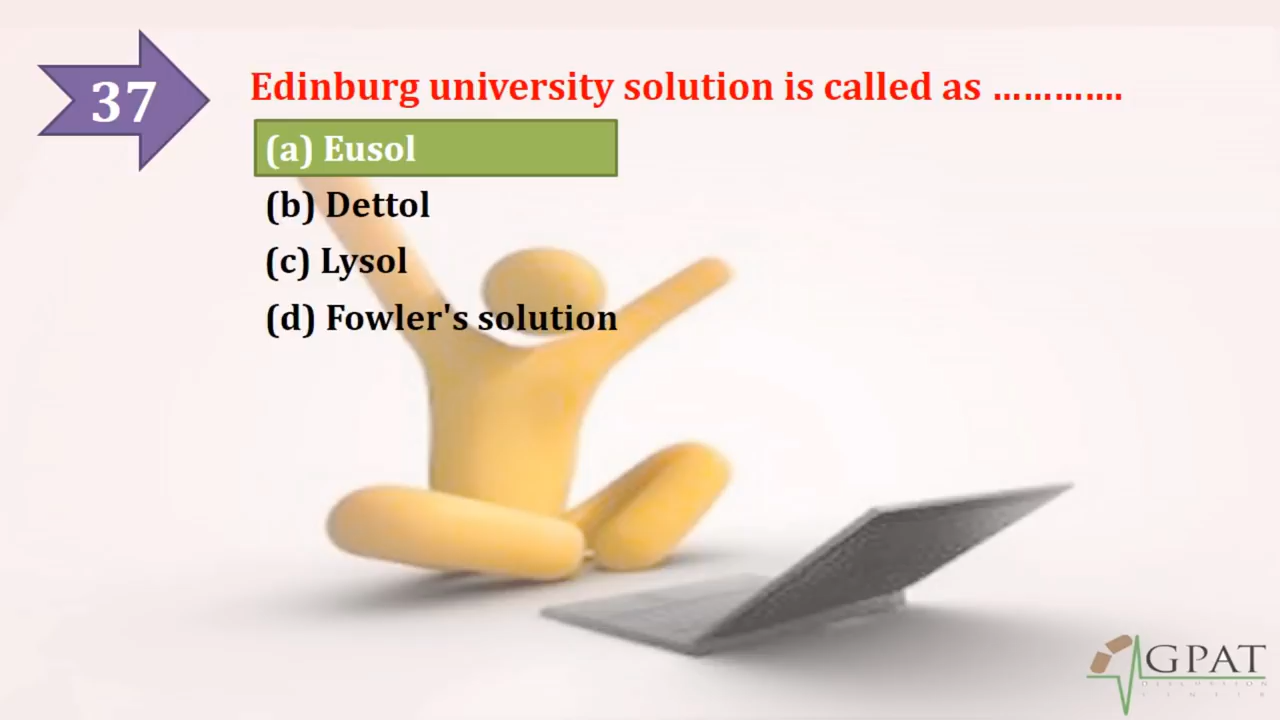 37
Edinburg university solution is called as ………….
(a) Eusol
(b) Dettol
(c) Lysol
(d) Fowler's solution
GPAT